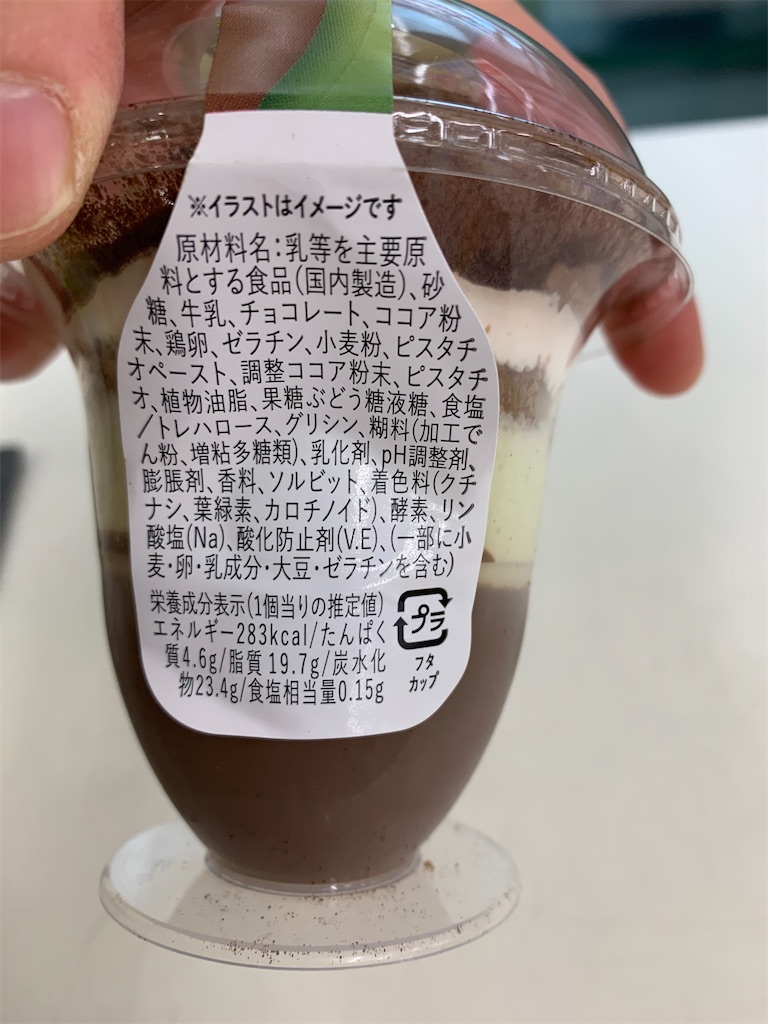 ※イラストはイメージです
原材料名:乳等を主要原
料とする食品(国内製造)、砂
糖、牛乳、チョコレート、ココア粉
末、鶏卵、ゼラチン、小麦粉、ピスタチ
オペースト、調整ココア粉末、ピスタチ
オ、植物油脂、果糖ぶどう糖液糖、食塩
/トレハロース、グリシン、糊料(加工で
ん粉、増粘多糖類)、乳化剤、pH調整剤、
膨脹剤、香料、ソルビット、着色料(クチ
ナシ、葉緑素、カロチノイド)、酵素、リン
酸塩(Na)、酸化防止剤(V.E)、(一部に小
麦・卵・乳成分・大豆・ゼラチンを含む)
栄養成分表示(1個当りの推定値)
エネルギー283kcal/たんぱく
質4.6g/脂質19.7g/炭水化
物23.4g/食塩相当量0.15g
プラ
フタ
カップ